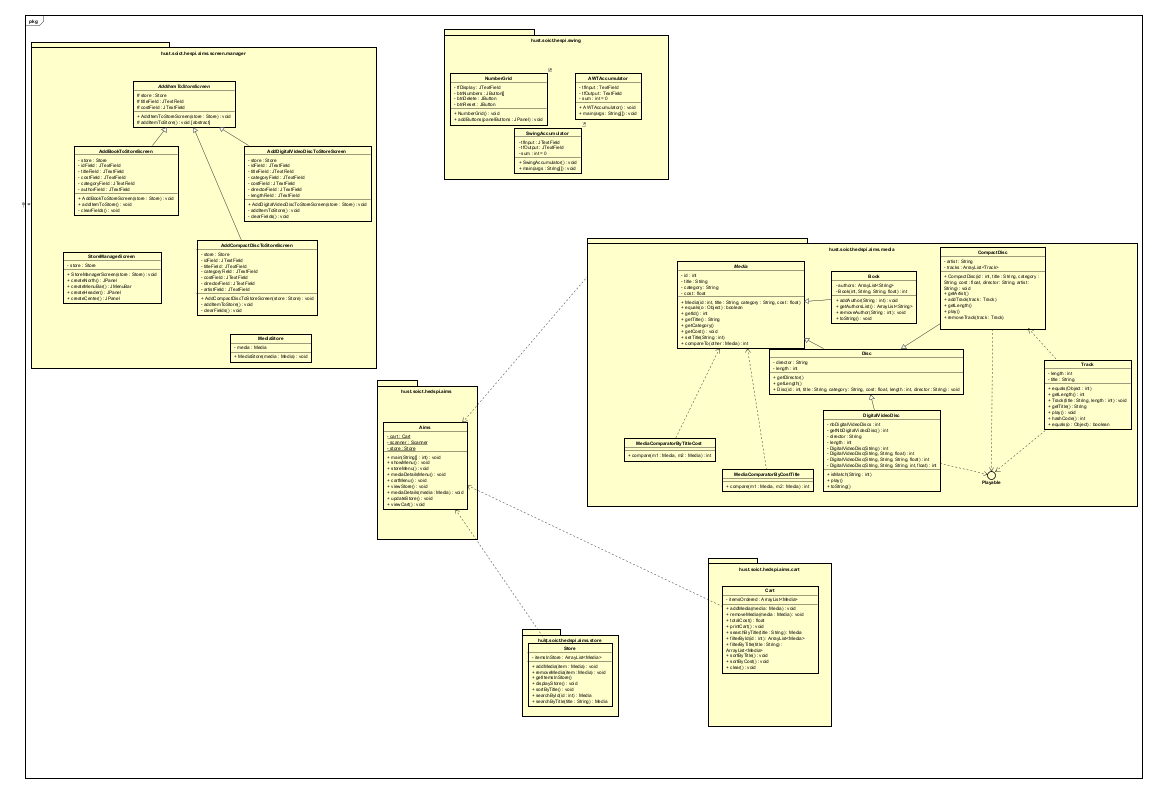 pkg
hust.soict.hespi.aims.screen.manager
AddItemToStoreScreen
# store : Store
# titleField : JTextField
# costField : JTextField
+ AddItemToStoreScreen(store : Store) : void
# addItemToStore() : void {abstract}
AddBookToStoreScreen
- store : Store
- idField : JTextField
- titleField : JTextField
- costField : JTextField
- categoryField : JTextField
- authorField : JTextField
+ AddBookToStoreScreen(store : Store) : void
+ addItemToStore() : void
- clearFields() : void
AddDigitalVideoDiscToStoreScreen
- store : Store
- idField : JTextField
- titleField : JTextField
- categoryField : JTextField
- costField : JTextField
- directorField : JTextField
- lengthField : JTextField
+ AddDigitalVideoDiscToStoreScreen(store : Store) : void
- addItemToStore() : void
- clearFields() : void
AddCompactDiscToStoreScreen
- store : Store
- idField : JTextField
- titleField : JTextField
- categoryField : JTextField
- costField : JTextField
- directorField : JTextField
- artistField : JTextField
+ AddCompactDiscToStoreScreen(store : Store) : void
- addItemToStore() : void
- clearFields() : void
StoreManagerScreen
- store : Store
+ StoreManagerScreen(store : Store) : void
+ createNorth() : JPanel
+ createMenuBar() : JMenuBar
+ createHeader() : JPanel
+ createCenter() : JPanel
MediaStore
- media : Media
+ MediaStore(media : Media) : void
hust.soict.hespi.swing
NumberGrid
- tfDisplay : JTextField
- btnNumbers : JButton[]
- btnDelete : JButton
- btnReset : JButton
+ NumberGrid() : void
+ addButtons(panelButtons : JPanel) : void
AWTAccumulator
- tfInput : TextField
- tfOutput : TextField
- sum : int = 0
+ AWTAccumulator() : void
+ main(args : String[]) : void
SwingAccumulator
- tfInput : JTextField
- tfOutput : JTextField
- sum : int = 0
+ SwingAccumulator() : void
+ main(args : String[]) : void
hust.soict.hedspi.aims.media
Media
- id : int
- title : String
- category : String
- cost : float
+ Media(id : int, title : String, category : String, cost : float)
+ equals(o : Object) : boolean
+ getId() : int
+ getTitle() : String
+ getCategory()
+ getCost() : void
+ setTitle(String : int)
+ compareTo(other : Media) : int
Book
- authors : ArrayList<String>
- Book(int, String, String, float) : int
+ addAuthor(String : int) : void
+ getAuthorsList() : ArrayList<String>
+ removeAuthor(String : int) : void
+ toString() : void
CompactDisc
- artist : String
- tracks : ArrayList<Track>
+ CompactDisc(id : int, title : String, category :
String, cost : float, director : String, artist :
String) : void
+ getArtist()
+ addTrack(track : Track)
+ getLength()
+ play()
+ removeTrack(track : Track)
Disc
- director : String
- length : int
+ getDirector()
+ getLength()
+ Disc(id : int, title : String, category : String, cost : float, length : int, director : String) : void
Track
- length : int
- title : String
+ equals(Object : int)
+ getLength() : int
+ Track(title : String, length : int) : void
+ getTitle() : String
+ play() : void
+ hashCode() : int
+ equals(o : Object) : boolean
DigitalVideoDisc
- nbDigitalVideoDiscs : int
- getNbDigitalVideoDisc() : int
- director : String
- length : int
- DigitalVideoDisc(String) : int
- DigitalVideoDisc(String, String, float) : int
- DigitalVideoDisc(String, String, String, float) : int
- DigitalVideoDisc(String, String, String, int, float) : int
+ isMatch(String : int)
+ play()
+ toString()
MediaComparatorByTitleCost
+ compare(m1 : Media, m2 : Media) : int
MediaComparatorByCostTitle
+ compare(m1 : Media, m2 : Media) : int
Playable
hust.soict.hedspi.aims
Aims
- cart : Cart
- scanner : Scanner
- store : Store
+ main(String[] : int) : void
+ showMenu() : void
+ storeMenu() : void
+ mediaDetailsMenu() : void
+ cartMenu() : void
+ viewStore() : void
+ mediaDetails(media : Media) : void
+ updateStore() : void
+ viewCart() : void
hust.soict.hedspi.aims.cart
Cart
- itemsOrdered : ArrayList<Media>
+ addMedia(media : Media) : void
+ removeMedia(media : Media) : void
+ totalCost() : float
+ printCart() : void
+ searchByTitle(title : String) : Media
+ filterById(id : int) : ArrayList<Media>
+ filterByTitle(title : String) :
ArrayList<Media>
+ sortByTitle() : void
+ sortByCost() : void
+ clear() : void
hust.soict.hedspi.aims.store
Store
- itemsInStore : ArrayList<Media>
+ addMedia(item : Media) : void
+ removeMedia(item : Media) : void
+ getItemsInStore()
+ displayStore() : void
+ sortByTitle() : void
+ searchById(id : int) : Media
+ searchByTitle(title : String) : Media